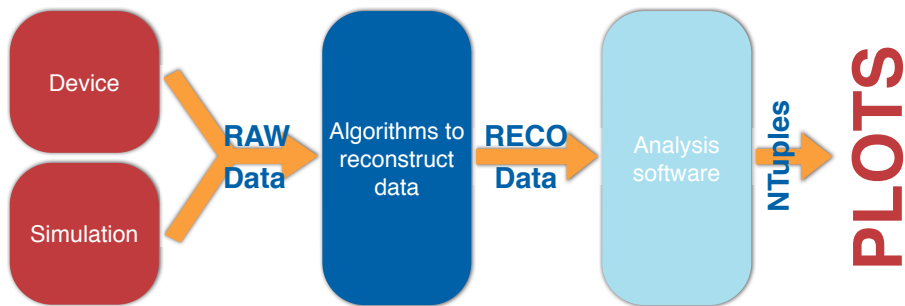 Device
Simulation
RAW
Data
Algorithms to
reconstruct
data
RECO
Data
Analysis
software
NTuples
PLOTS